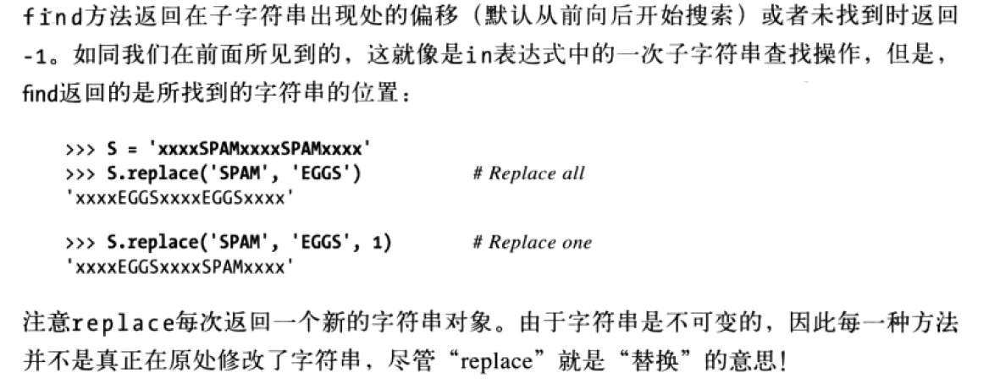 find方法返回在子字符串出现处的偏移（默认从前向后开始搜索）或者未找到时返回
-1。如同我们在前面所见到的，这就像是in表达式中的一次子字符串查找操作，但是，
find返回的是所找到的字符串的位置：
>>> S = 'xxxxSPAMxxxxSPAMxxxx'
>>> S.replace('SPAM', 'EGGS') # Replace all
'xxxxEGGSxxxxEGGSxxxx'
>>> S.replace('SPAM', 'EGGS', 1) # Replace one
'xxxxEGGSxxxxSPAMxxxx'
注意replace每次返回一个新的字符串对象。由于字符串是不可变的，因此每一种方法
并不是真正在原处修改了字符串，尽管“replace”就是“替换”的意思！